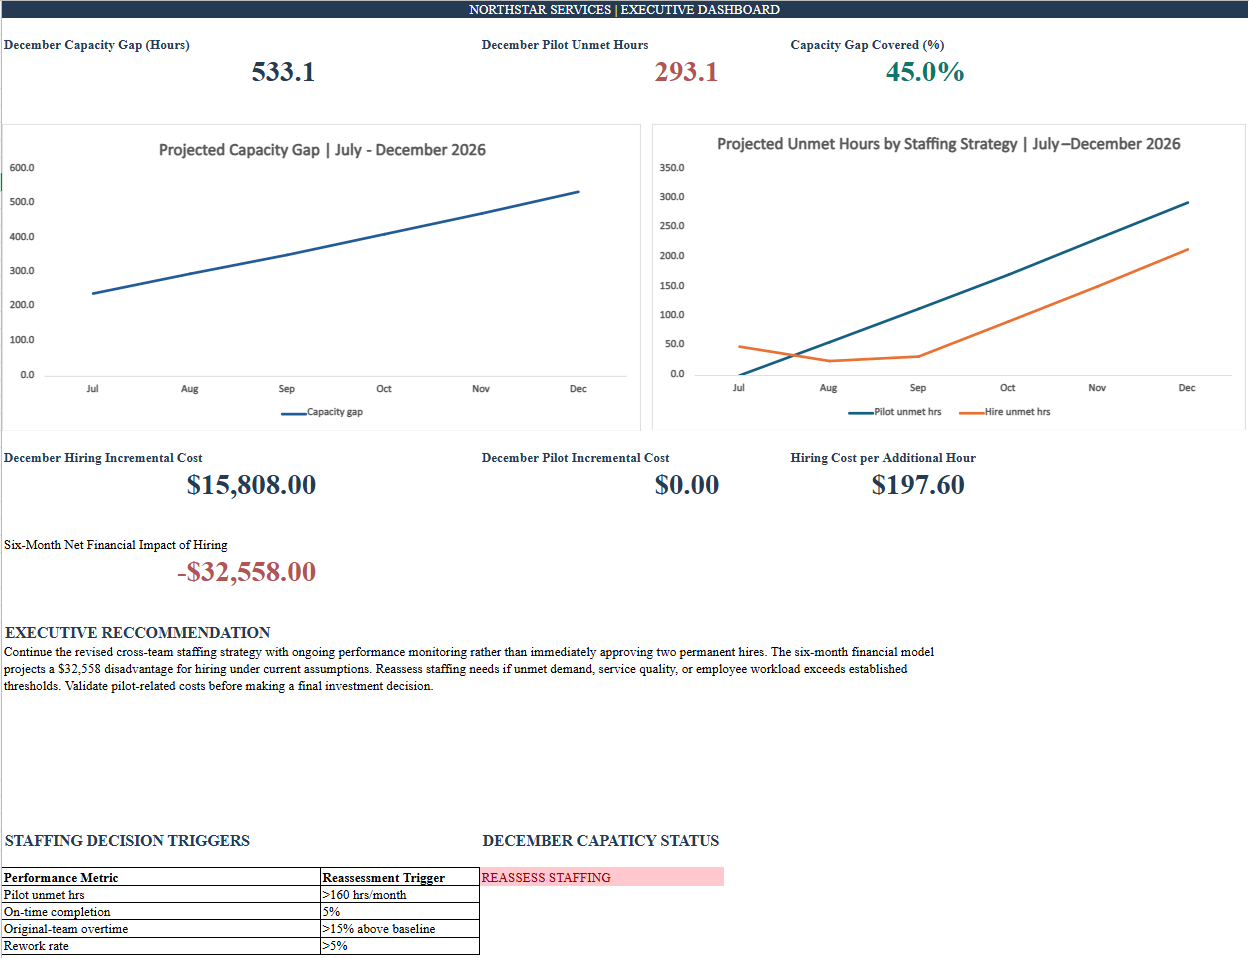 NORTHSTAR SERVICES | EXECUTIVE DASHBOARD
December Capacity Gap (Hours)
533.1
December Pilot Unmet Hours
293.1
Capacity Gap Covered (%)
45.0%
Projected Capacity Gap | July - December 2026
600.0
500.0
400.0
300.0
200.0
100.0
0.0
Jul Aug Sep Oct Nov Dec
Capacity gap
Projected Unmet Hours by Staffing Strategy | July–December 2026
350.0
300.0
250.0
200.0
150.0
100.0
50.0
0.0
Jul Aug Sep Oct Nov Dec
Pilot unmet hrs Hire unmet hrs
December Hiring Incremental Cost
$15,808.00
December Pilot Incremental Cost
$0.00
Hiring Cost per Additional Hour
$197.60
Six-Month Net Financial Impact of Hiring
-$32,558.00
EXECUTIVE RECCOMMENDATION
Continue the revised cross-team staffing strategy with ongoing performance monitoring rather than immediately approving two permanent hires. The six-month financial model
projects a $32,558 disadvantage for hiring under current assumptions. Reassess staffing needs if unmet demand, service quality, or employee workload exceeds established
thresholds. Validate pilot-related costs before making a final investment decision.
STAFFING DECISION TRIGGERS
Performance Metric Reassessment Trigger
Pilot unmet hrs >160 hrs/month
On-time completion 5%
Original-team overtime >15% above baseline
Rework rate >5%
DECEMBER CAPATICY STATUS
REASSESS STAFFING